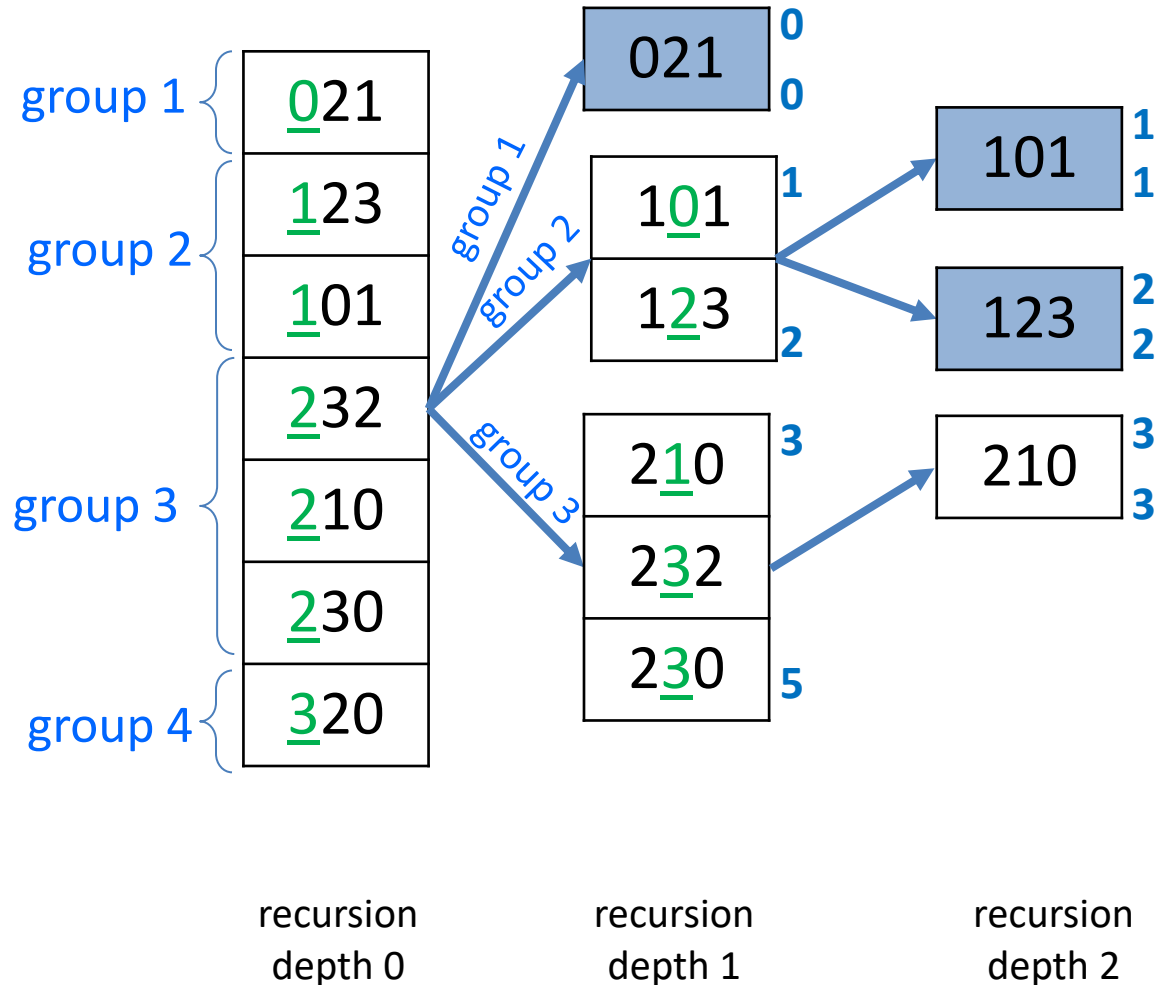 group 1
group 2
group 3
group 4
021
123
101
232
210
230
320
group 1
group 2
group 3
021
0
0
101
123
1
2
210
232
230
3
5
101
1
1
123
2
2
210
3
3
recursion
depth 0
recursion
depth 1
recursion
depth 2